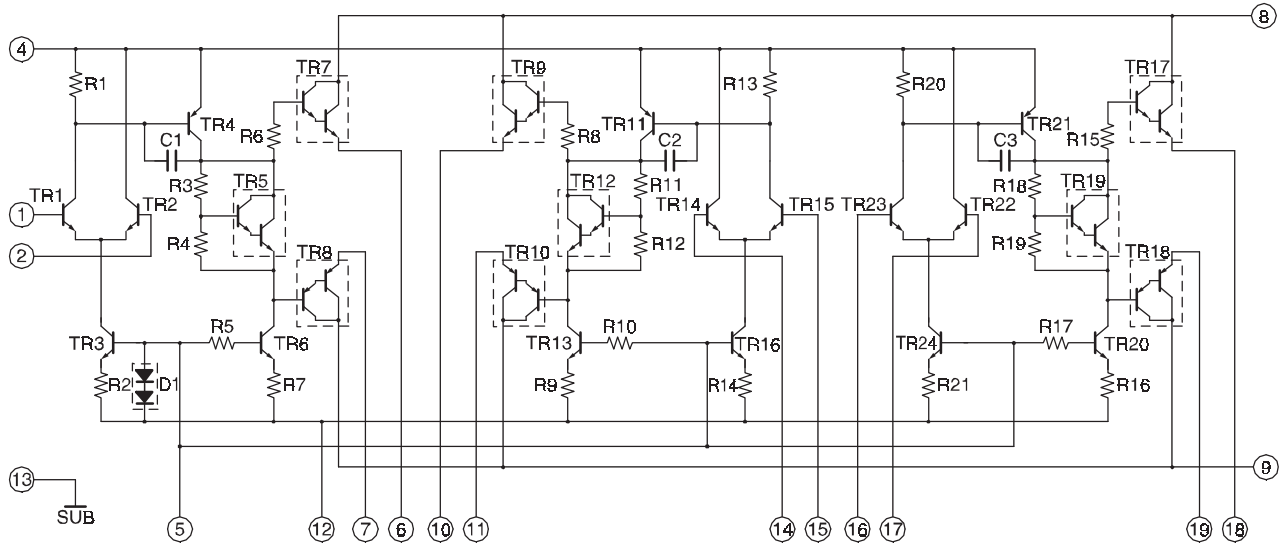 8
4
TR7 TR9 TR17
R1 R13 R20
TR4 R6 R8 TR11 TR21 R15
C1 C2 C3
R3 TR5 TR12 R11 R18 TR19
TR1 TR2 TR14 TR15 TR23 TR22
1
R4 R12 R19
2 TR8 TR10 TR18
R5 R10 R17
TR3 TR6 TR13 TR16 TR24 TR20
R2 D1 R7 R9 R14 R21 R16
9
13
SUB
5 12 7 6 10 11 14 15 16 17 19 18